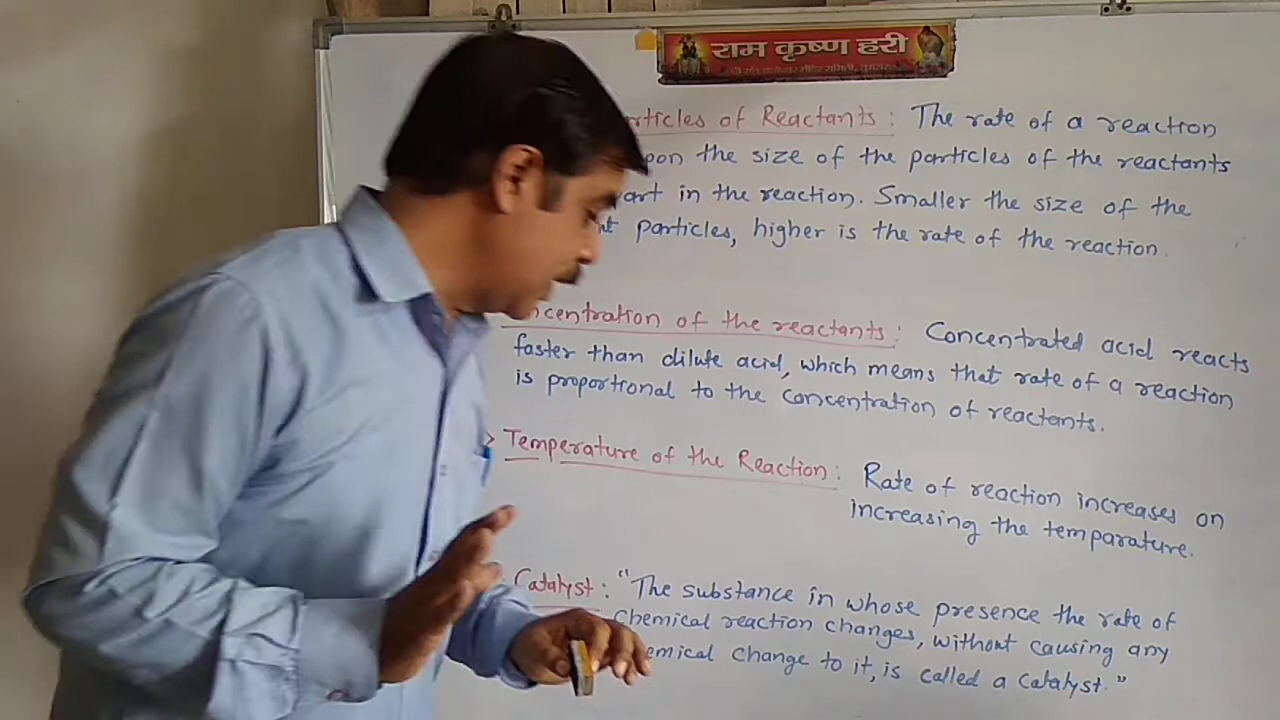 राम कृष्ण हरी
rticles of Reactants: The rate of a reaction
pon the size of the particles of the reactants
part in the reaction. Smaller the size of the
nt particles, higher is the rate of the reaction.
ncentration of the reactants: Concentrated acid reacts
faster than dilute acid, which means that rate of a reaction
is proportional to the concentration of reactants.
> Temperature of the Reaction: Rate of reaction increases on
increasing the temparature.
Catalyst: "The substance in whose presence the rate of
chemical reaction changes, without causing any
emical change to it, is called a catalyst."